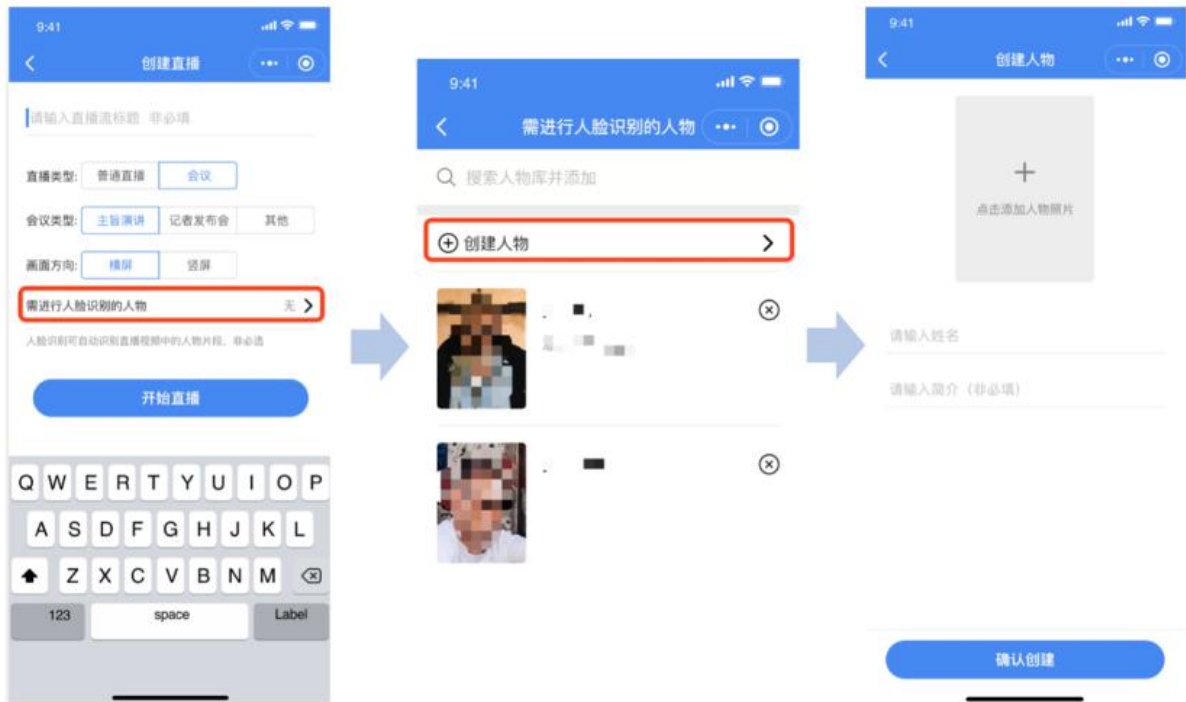 9:41
创建直播
请输入直播流标题 非必填
直播类型: 普通直播 会议
会议类型: 主旨演讲 记者发布会 其他
画面方向: 横屏 竖屏
需进行人脸识别的人物 无
人脸识别可自动识别直播视频中的人物片段，非必选
开始直播
Q W E R T Y U I O P
A S D F G H J K L
Z X C V B N M
123 space Label
9:41
需进行人脸识别的人物
搜索人物库并添加
创建人物
9:41
创建人物
点击添加人物照片
请输入姓名
请输入简介（非必填）
确认创建